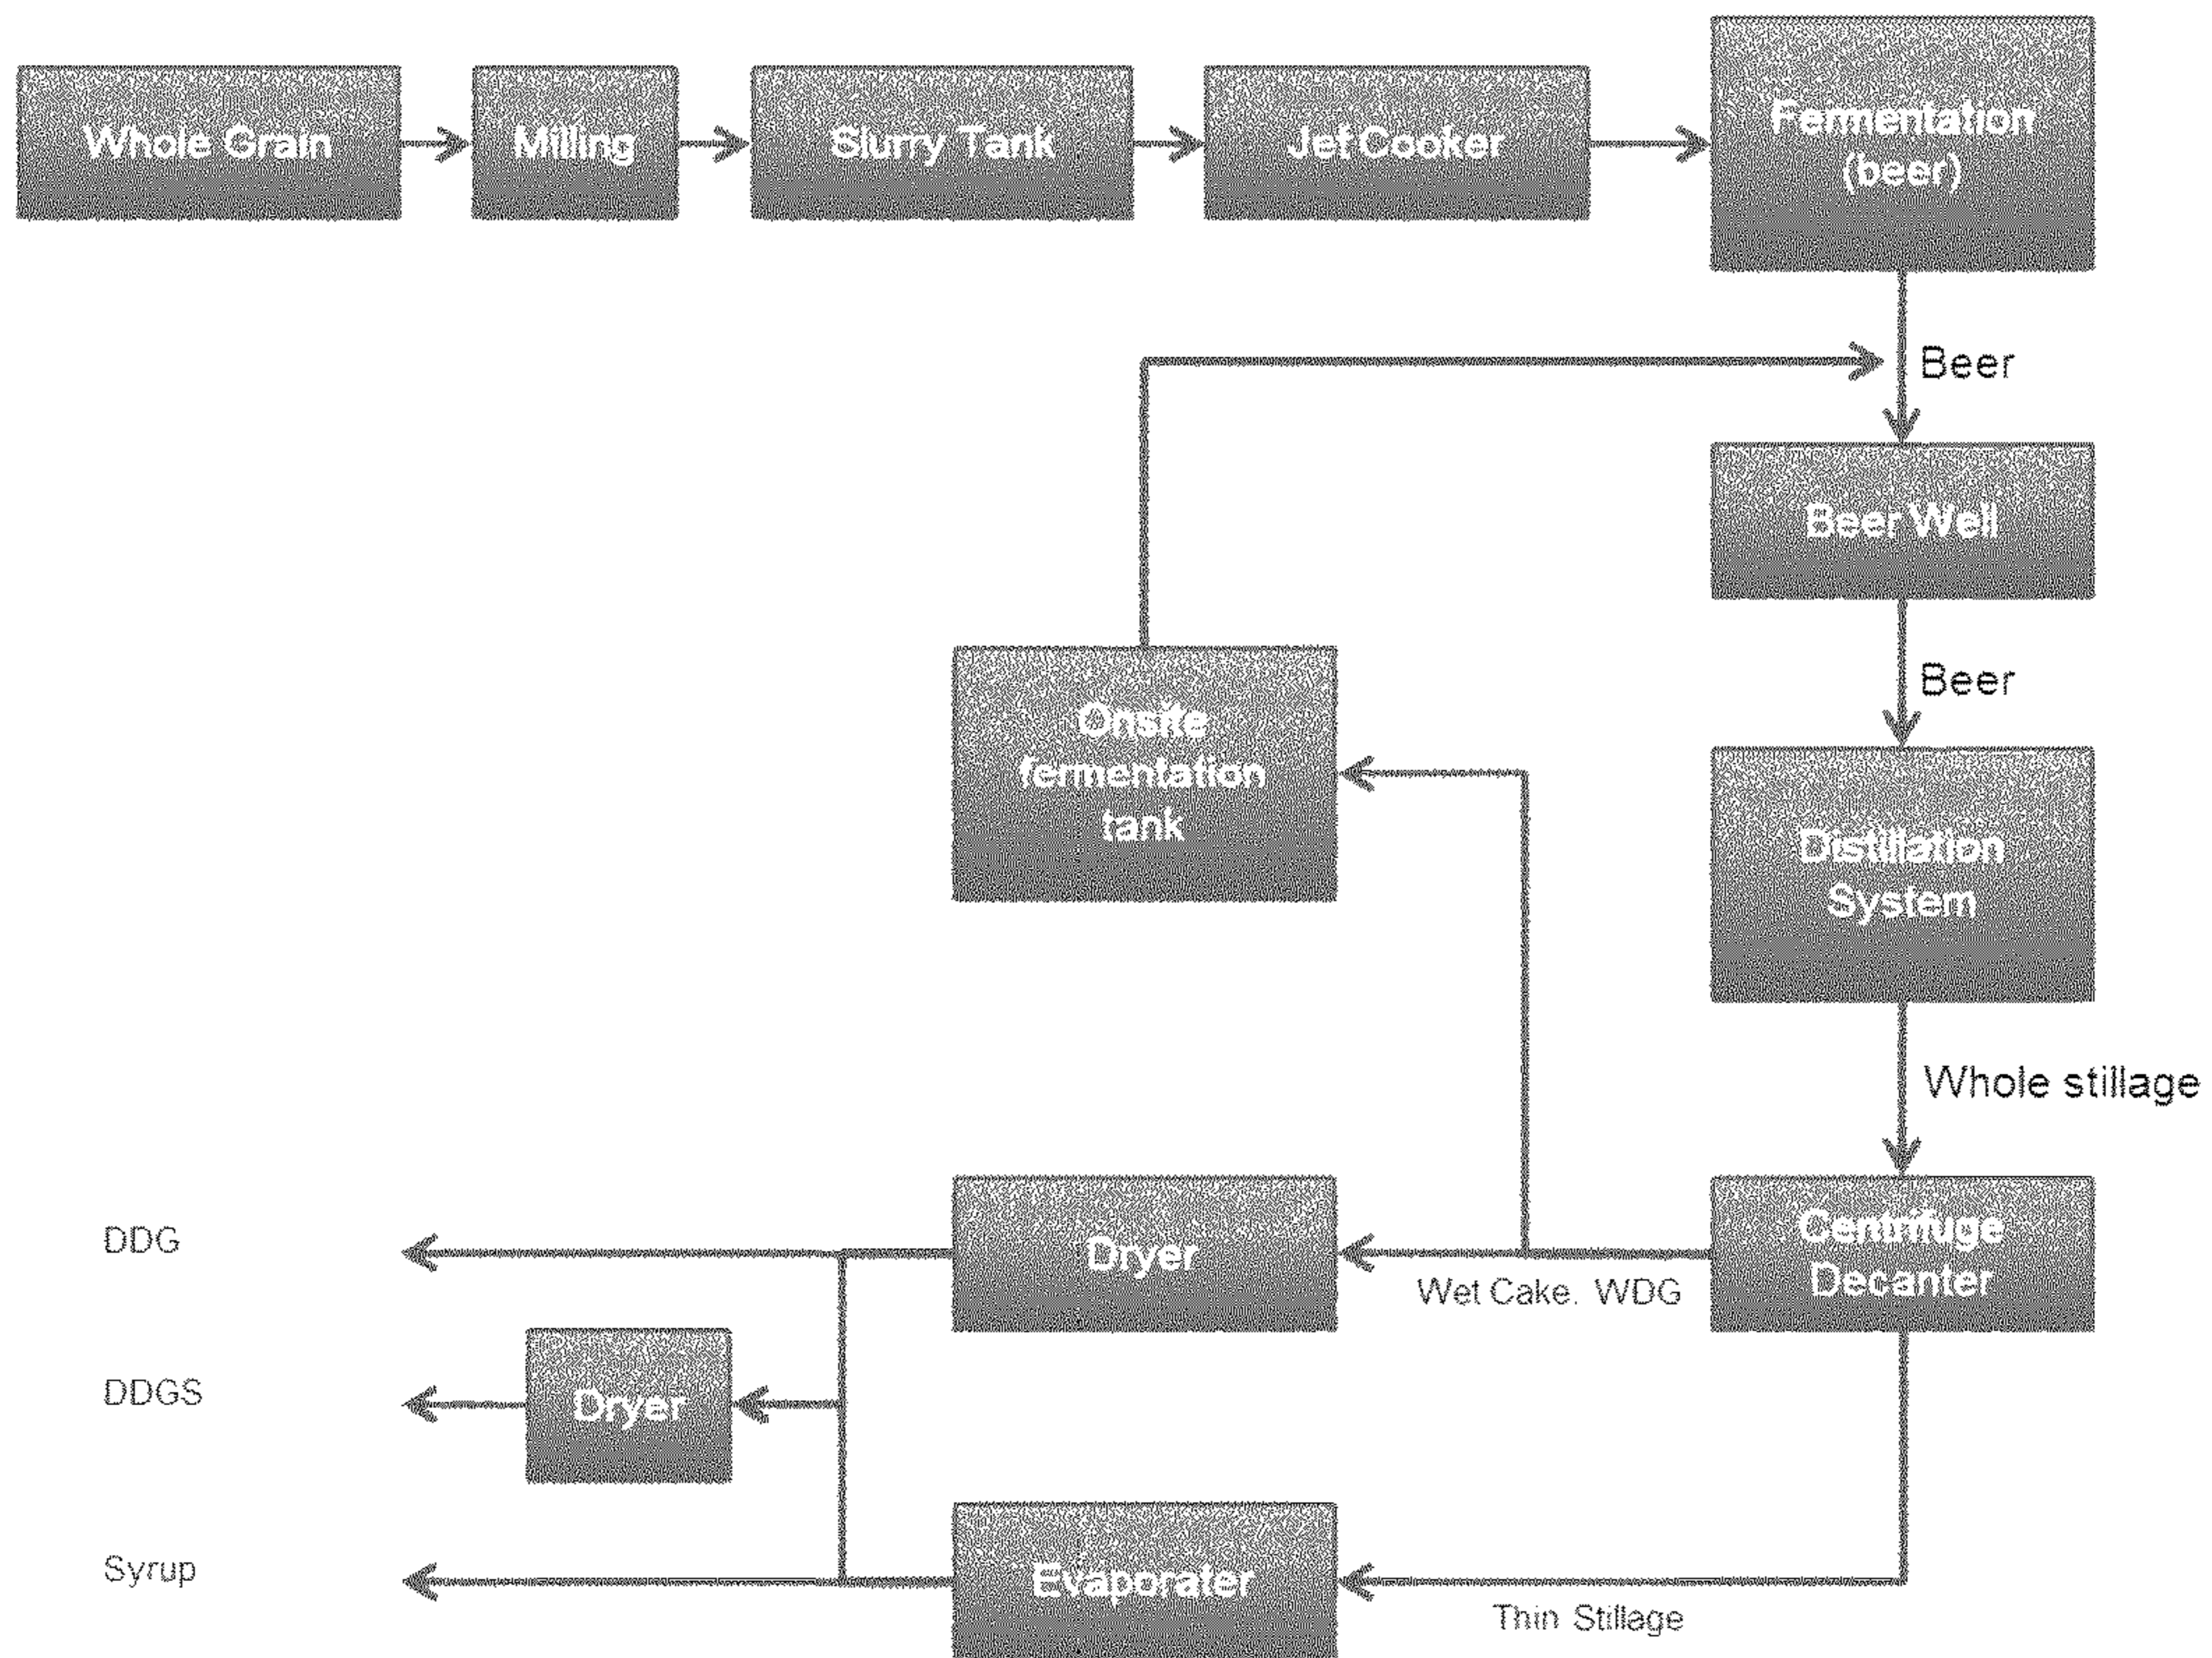 Whole Grain
Milling
Slurry Tank
Jet Cooker
Fermentation
(beer)
Beer
Beer Well
Beer
Onsite
fermentation
tank
Distillation
System
Whole stillage
Centrifuge
Decanter
Wet Cake. WDG
Dryer
DDG
DDGS
Dryer
Syrup
Evaporater
Thin Stillage